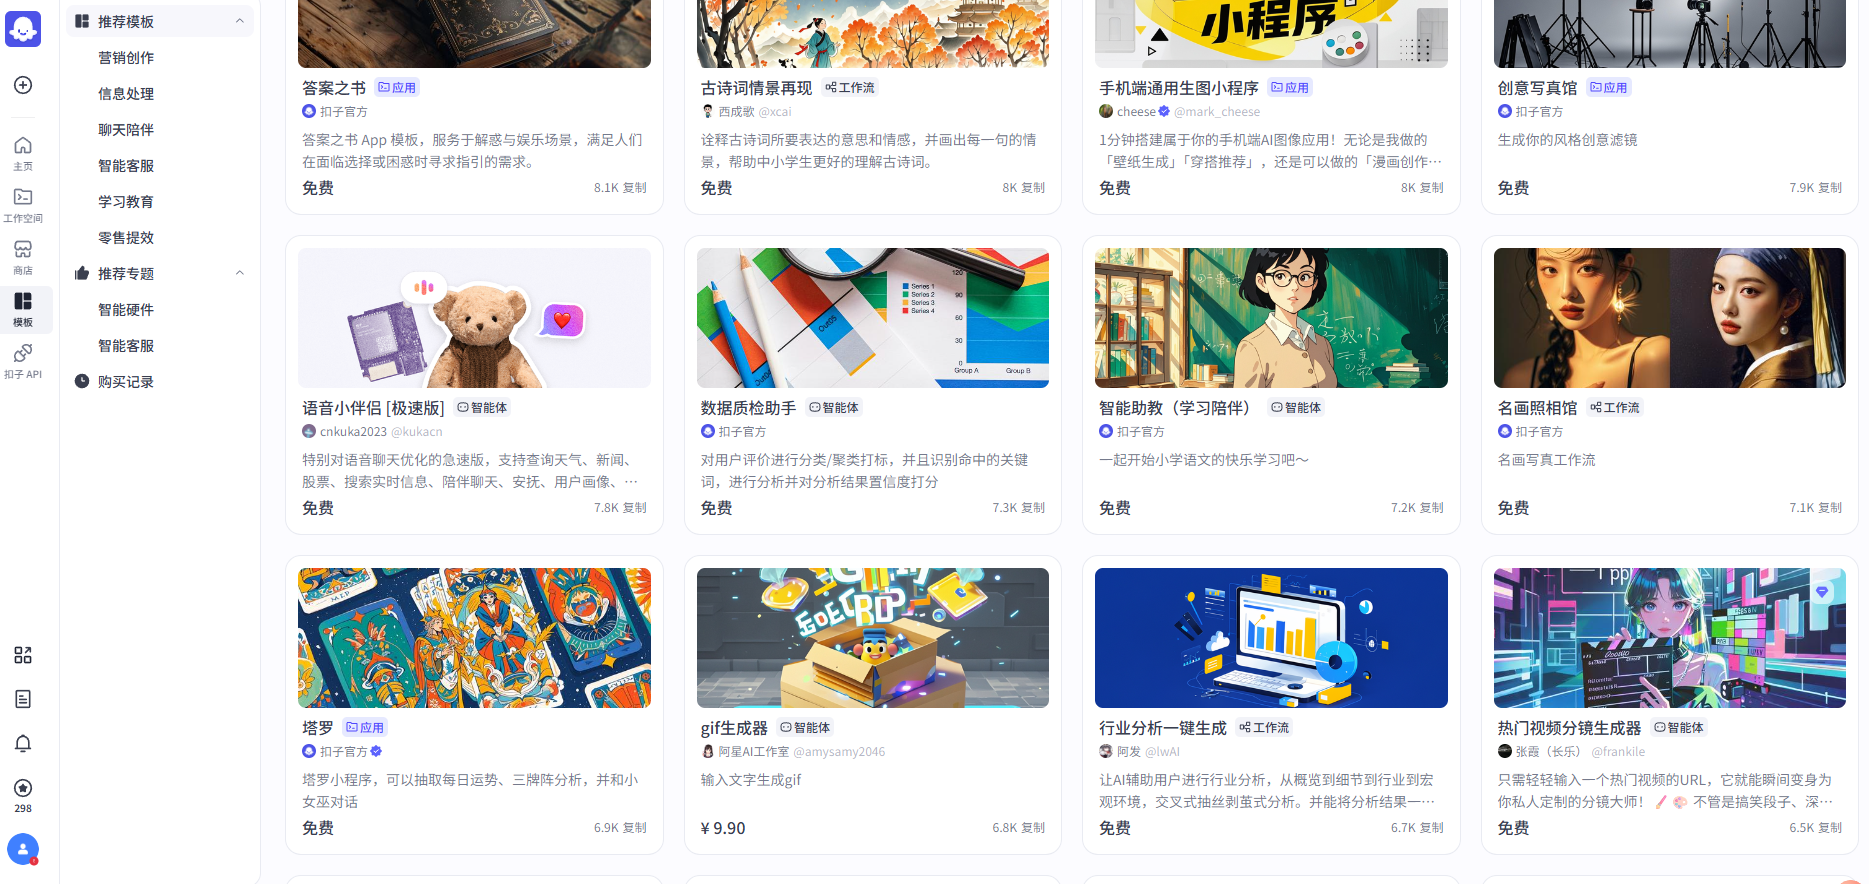 主页
工作空间
商店
模板
扣子 API
298
推荐模板
营销创作
信息处理
聊天陪伴
智能客服
学习教育
零售提效
推荐专题
智能硬件
智能客服
购买记录
答案之书 应用
扣子官方
答案之书 App 模板，服务于解惑与娱乐场景，满足人们
在面临选择或困惑时寻求指引的需求。
免费 8.1K 复制
古诗词情景再现 工作流
西成歌 @xcai
诠释古诗词所要表达的意思和情感，并画出每一句的情
景，帮助中小学生更好的理解古诗词。
免费 8K 复制
小程序
手机端通用生图小程序 应用
cheese @mark_cheese
1分钟搭建属于你的手机端AI图像应用！无论是我做的
「壁纸生成」「穿搭推荐」，还是可以做的「漫画创作…
免费 8K 复制
创意写真馆 应用
扣子官方
生成你的风格创意滤镜
免费 7.9K 复制
语音小伴侣 [极速版] 智能体
cnkuka2023 @kukacn
特别对语音聊天优化的急速版，支持查询天气、新闻、
股票、搜索实时信息、陪伴聊天、安抚、用户画像、…
免费 7.8K 复制
Series 1
Series 2
Series 3
Series 4
120
90
60
30
0
Group A Group B
数据质检助手 智能体
扣子官方
对用户评价进行分类/聚类打标，并且识别命中的关键
词，进行分析并对分析结果置信度打分
免费 7.3K 复制
智能助教（学习陪伴） 智能体
扣子官方
一起开始小学语文的快乐学习吧～
免费 7.2K 复制
名画照相馆 工作流
扣子官方
名画写真工作流
免费 7.1K 复制
塔罗 应用
扣子官方
塔罗小程序，可以抽取每日运势、三牌阵分析，并和小
女巫对话
免费 6.9K 复制
gif生成器 智能体
阿星AI工作室 @amysamy2046
输入文字生成gif
¥ 9.90 6.8K 复制
行业分析一键生成 工作流
阿发 @lwAI
让AI辅助用户进行行业分析，从概览到细节到行业到宏
观环境，交叉式抽丝剥茧式分析。并能将分析结果一…
免费 6.7K 复制
热门视频分镜生成器 智能体
张霞（长乐） @frankile
只需轻轻输入一个热门视频的URL，它就能瞬间变身为
你私人定制的分镜大师！🖌️ 🎨 不管是搞笑段子、深…
免费 6.5K 复制